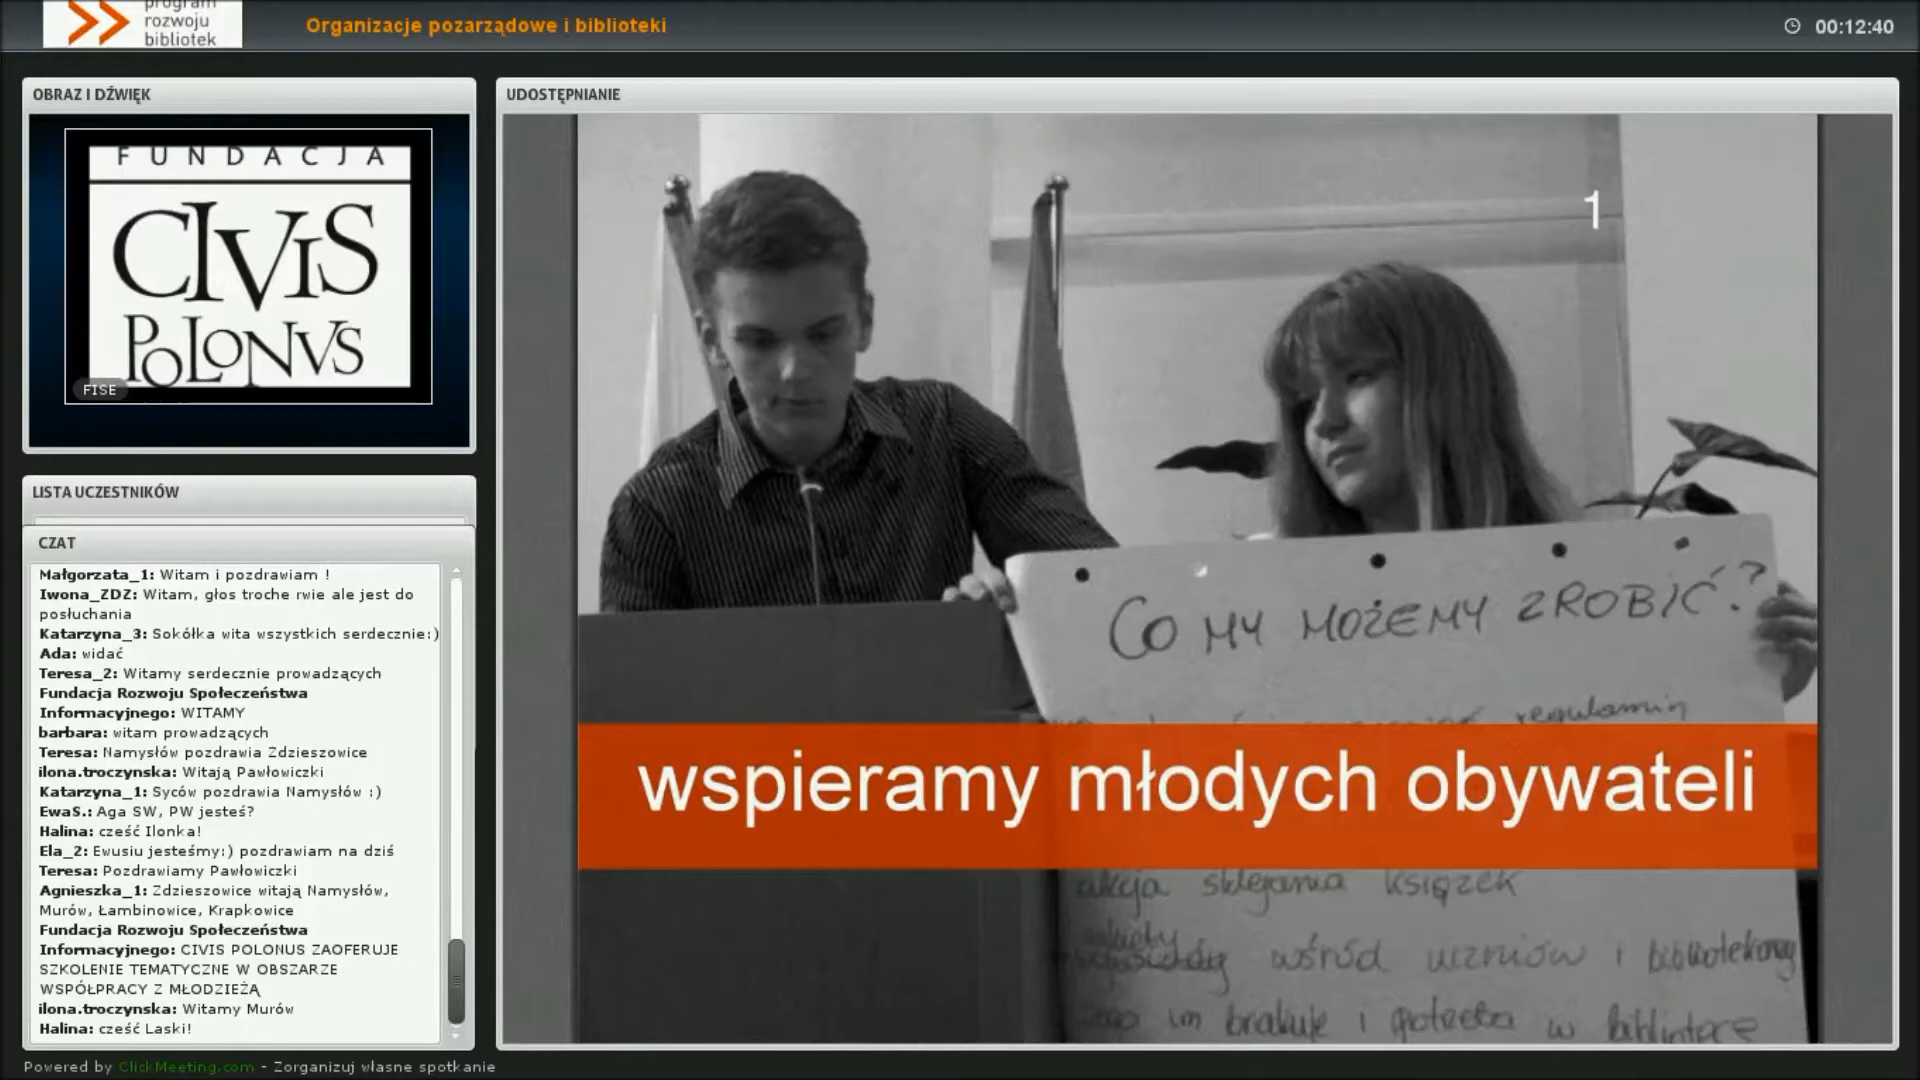 program
rozwoju
bibliotek
Organizacje pozarządowe i biblioteki
00:12:40
OBRAZ I DŹWIĘK
FUNDACJA
CIVIS
POLONVS
FISE
LISTA UCZESTNIKÓW
CZAT
Małgorzata_1: Witam i pozdrawiam !
Iwona_ZDZ: Witam, głos troche rwie ale jest do
posłuchania
Katarzyna_3: Sokółka wita wszystkich serdecznie:)
Ada: widać
Teresa_2: Witamy serdecznie prowadzących
Fundacja Rozwoju Społeczeństwa
Informacyjnego: WITAMY
barbara: witam prowadzących
Teresa: Namysłów pozdrawia Zdzieszowice
ilona.troczynska: Witają Pawłowiczki
Katarzyna_1: Syców pozdrawia Namysłów :)
EwaS.: Aga SW, PW jesteś?
Halina: cześć Ilonka!
Ela_2: Ewusiu jesteśmy:) pozdrawiam na dziś
Teresa: Pozdrawiamy Pawłowiczki
Agnieszka_1: Zdzieszowice witają Namysłów,
Murów, Łambinowice, Krapkowice
Fundacja Rozwoju Społeczeństwa
Informacyjnego: CIVIS POLONUS ZAOFERUJE
SZKOLENIE TEMATYCZNE W OBSZARZE
WSPÓŁPRACY Z MŁODZIEŻĄ
ilona.troczynska: Witamy Murów
Halina: cześć Laski!
UDOSTĘPNIANIE
1
CO MY MOŻEMY ZROBIĆ?
regulamin
wspieramy młodych obywateli
akcja sklejania książek
ankiety
wśród uczniów i bibliotekarzy
czego im brakuje i potrzeba w bibliotece
Powered by ClickMeeting.com - Zorganizuj własne spotkanie